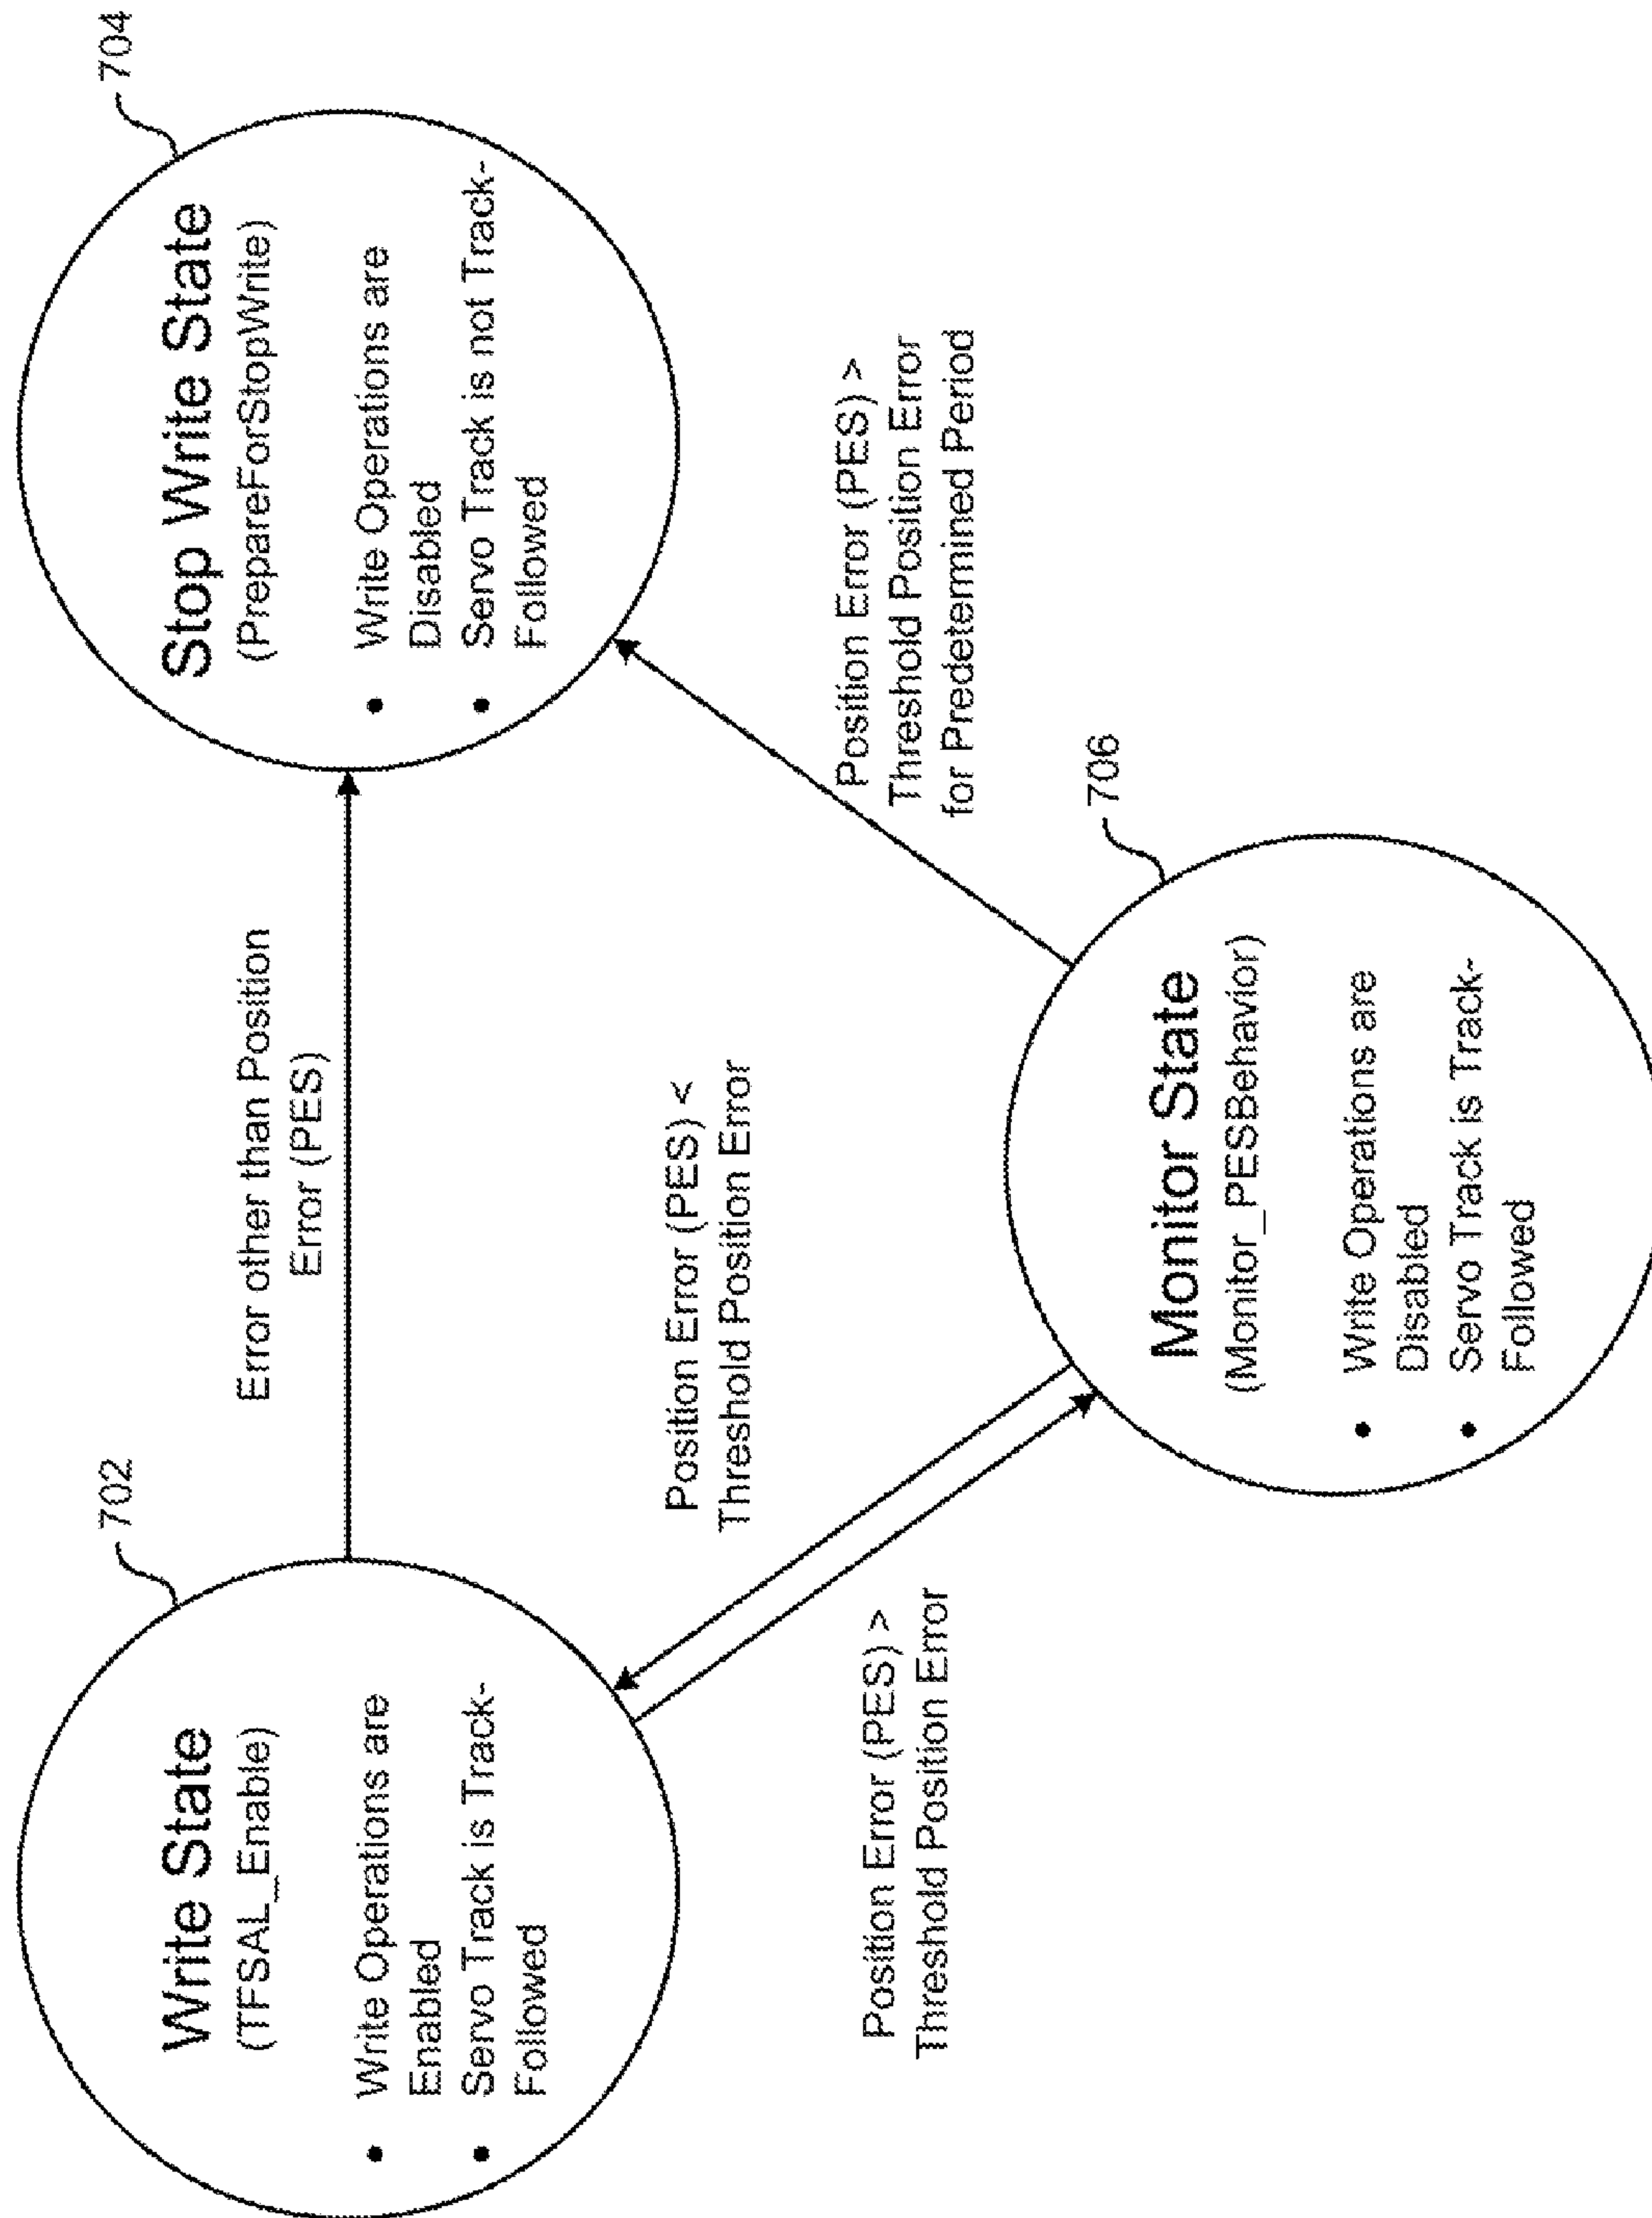 702
Write State
(TFSAL_Enable)
• Write Operations are
Enabled
• Servo Track is Track-
Followed
Error other than Position
Error (PES)
704
Stop Write State
(PrepareForStopWrite)
• Write Operations are
Disabled
• Servo Track is not Track-
Followed
Position Error (PES) <
Threshold Position Error
Position Error (PES) >
Threshold Position Error
Position Error (PES) >
Threshold Position Error
for Predetermined Period
706
Monitor State
(Monitor_PESBehavior)
• Write Operations are
Disabled
• Servo Track is Track-
Followed